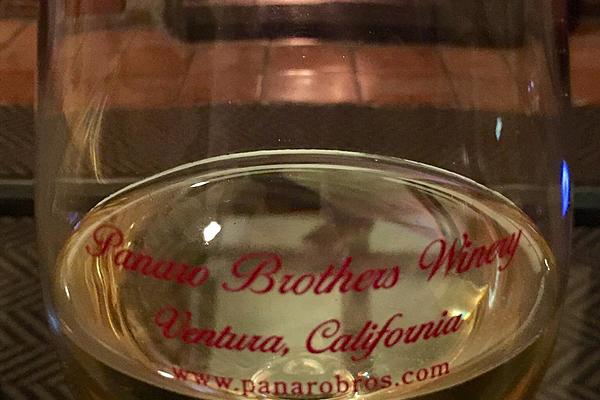 Panaro Brothers Winery
Ventura, California
www.panarobros.com